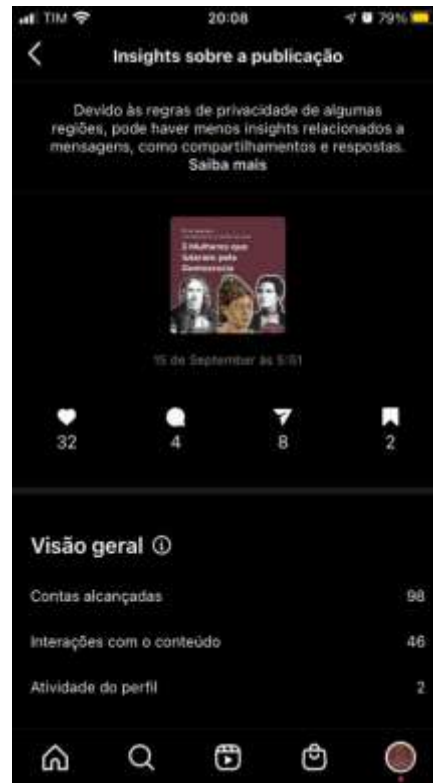 TIM
20:08
79%
Insights sobre a publicação
Devido às regras de privacidade de algumas
regiões, pode haver menos insights relacionados a
mensagens, como compartilhamentos e respostas.
Saiba mais
3 Mulheres que
lutaram pela
Democracia
15 de September às 5:51
32
4
8
2
Visão geral
Contas alcançadas
98
Interações com o conteúdo
46
Atividade do perfil
2